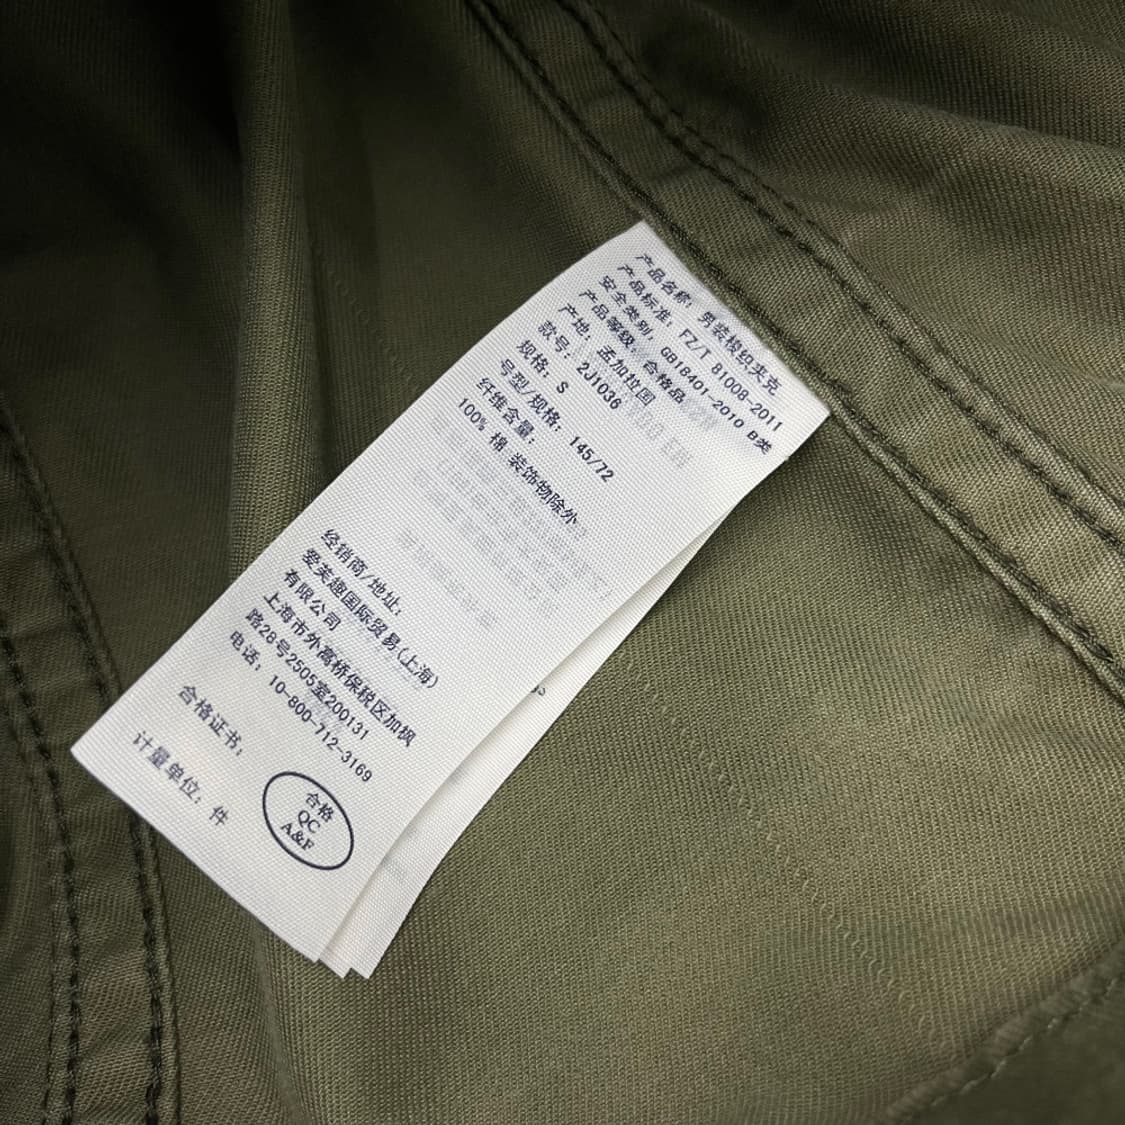 产品名称: 男装梭织夹克
产品标准: FZ/T 81008-2011
安全类别: GB18401-2010 B类
产品等级: 合格品
产地: 孟加拉国
款号: 2J1036
规格: S
号型/规格: 145/72
纤维含量:
100% 棉 装饰物除外
经销商/地址:
爱芙趣国际贸易(上海)
有限公司
上海市外高桥保税区加枫
路28号2505室200131
电话: 10-800-712-3169
合格证书:
合格
QC
A&F
计量单位: 件